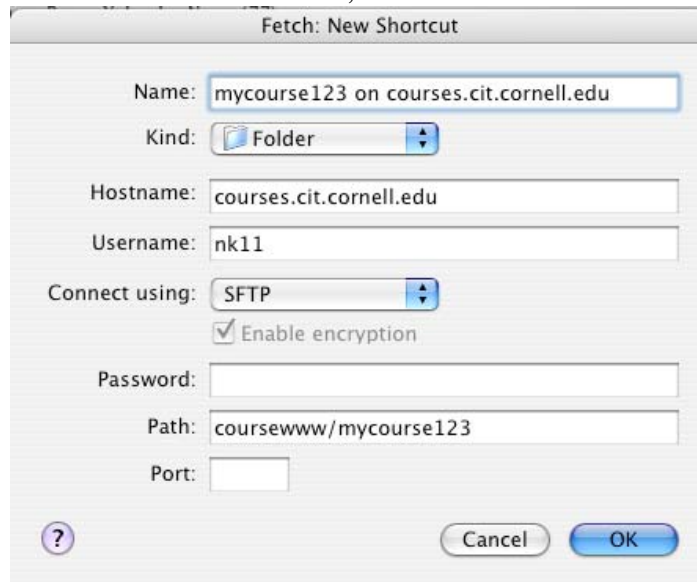 Fetch: New Shortcut
Name: mycourse123 on courses.cit.cornell.edu
Kind: Folder
Hostname: courses.cit.cornell.edu
Username: nk11
Connect using: SFTP
Enable encryption
Password:
Path: coursewww/mycourse123
Port:
? Cancel OK